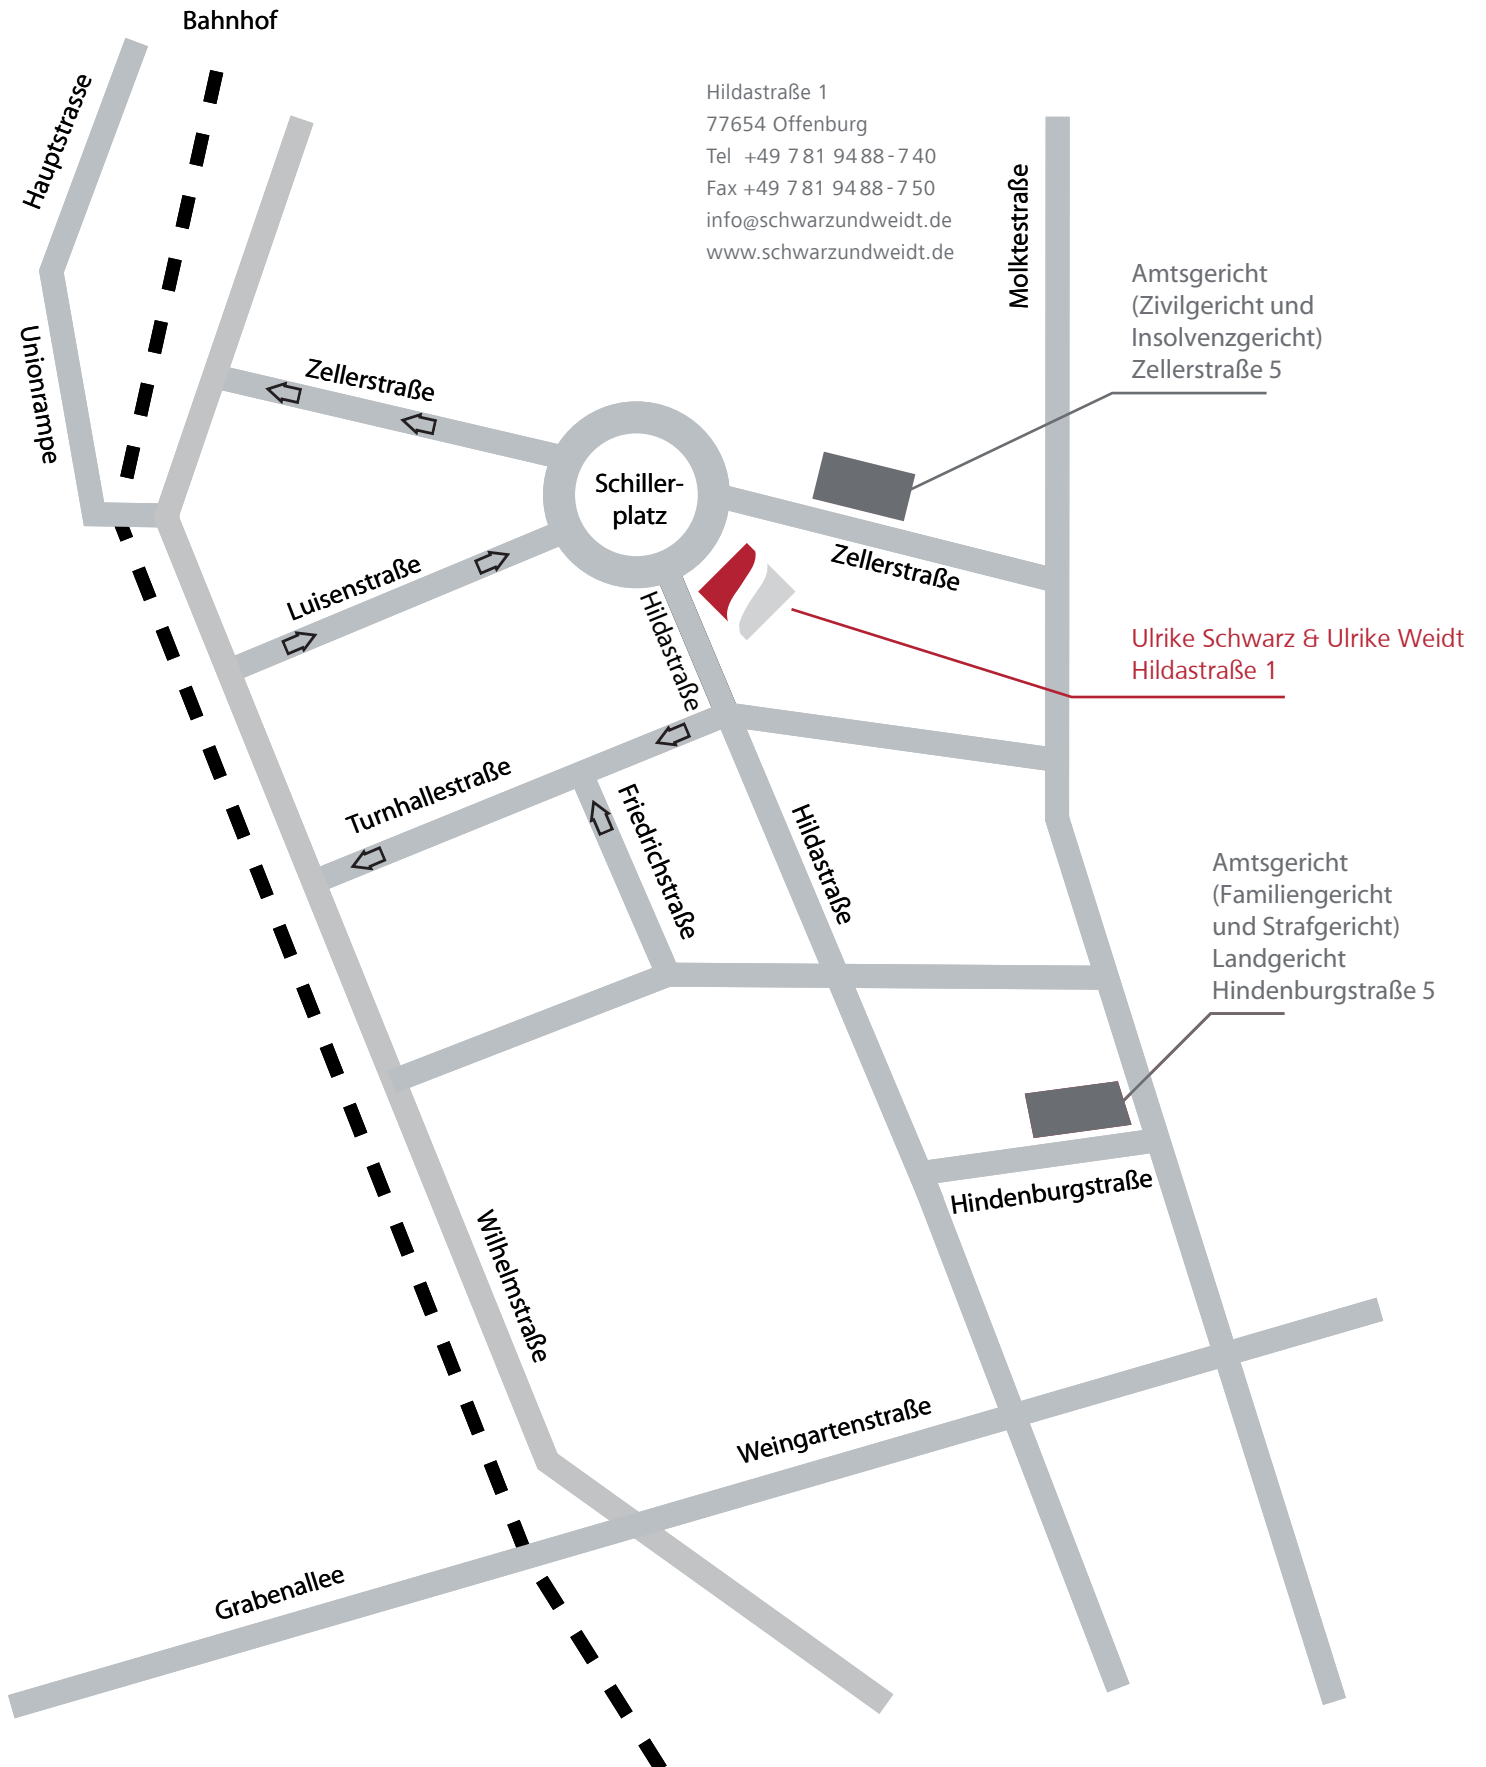 Bahnhof
Hauptstrasse
Hildastraße 1
77654 Offenburg
Tel +49 781 9488-740
Fax +49 781 9488-750
info@schwarzundweidt.de
www.schwarzundweidt.de
Molktestraße
Amtsgericht
(Zivilgericht und
Insolvenzgericht)
Zellerstraße 5
Unionrampe
Zellerstraße
Schiller-
platz
Zellerstraße
Luisenstraße
Hildastraße
Ulrike Schwarz & Ulrike Weidt
Hildastraße 1
Turnhallestraße
Friedrichstraße
Hildastraße
Amtsgericht
(Familiengericht
und Strafgericht)
Landgericht
Hindenburgstraße 5
Hindenburgstraße
Wilhelmstraße
Weingartenstraße
Grabenallee